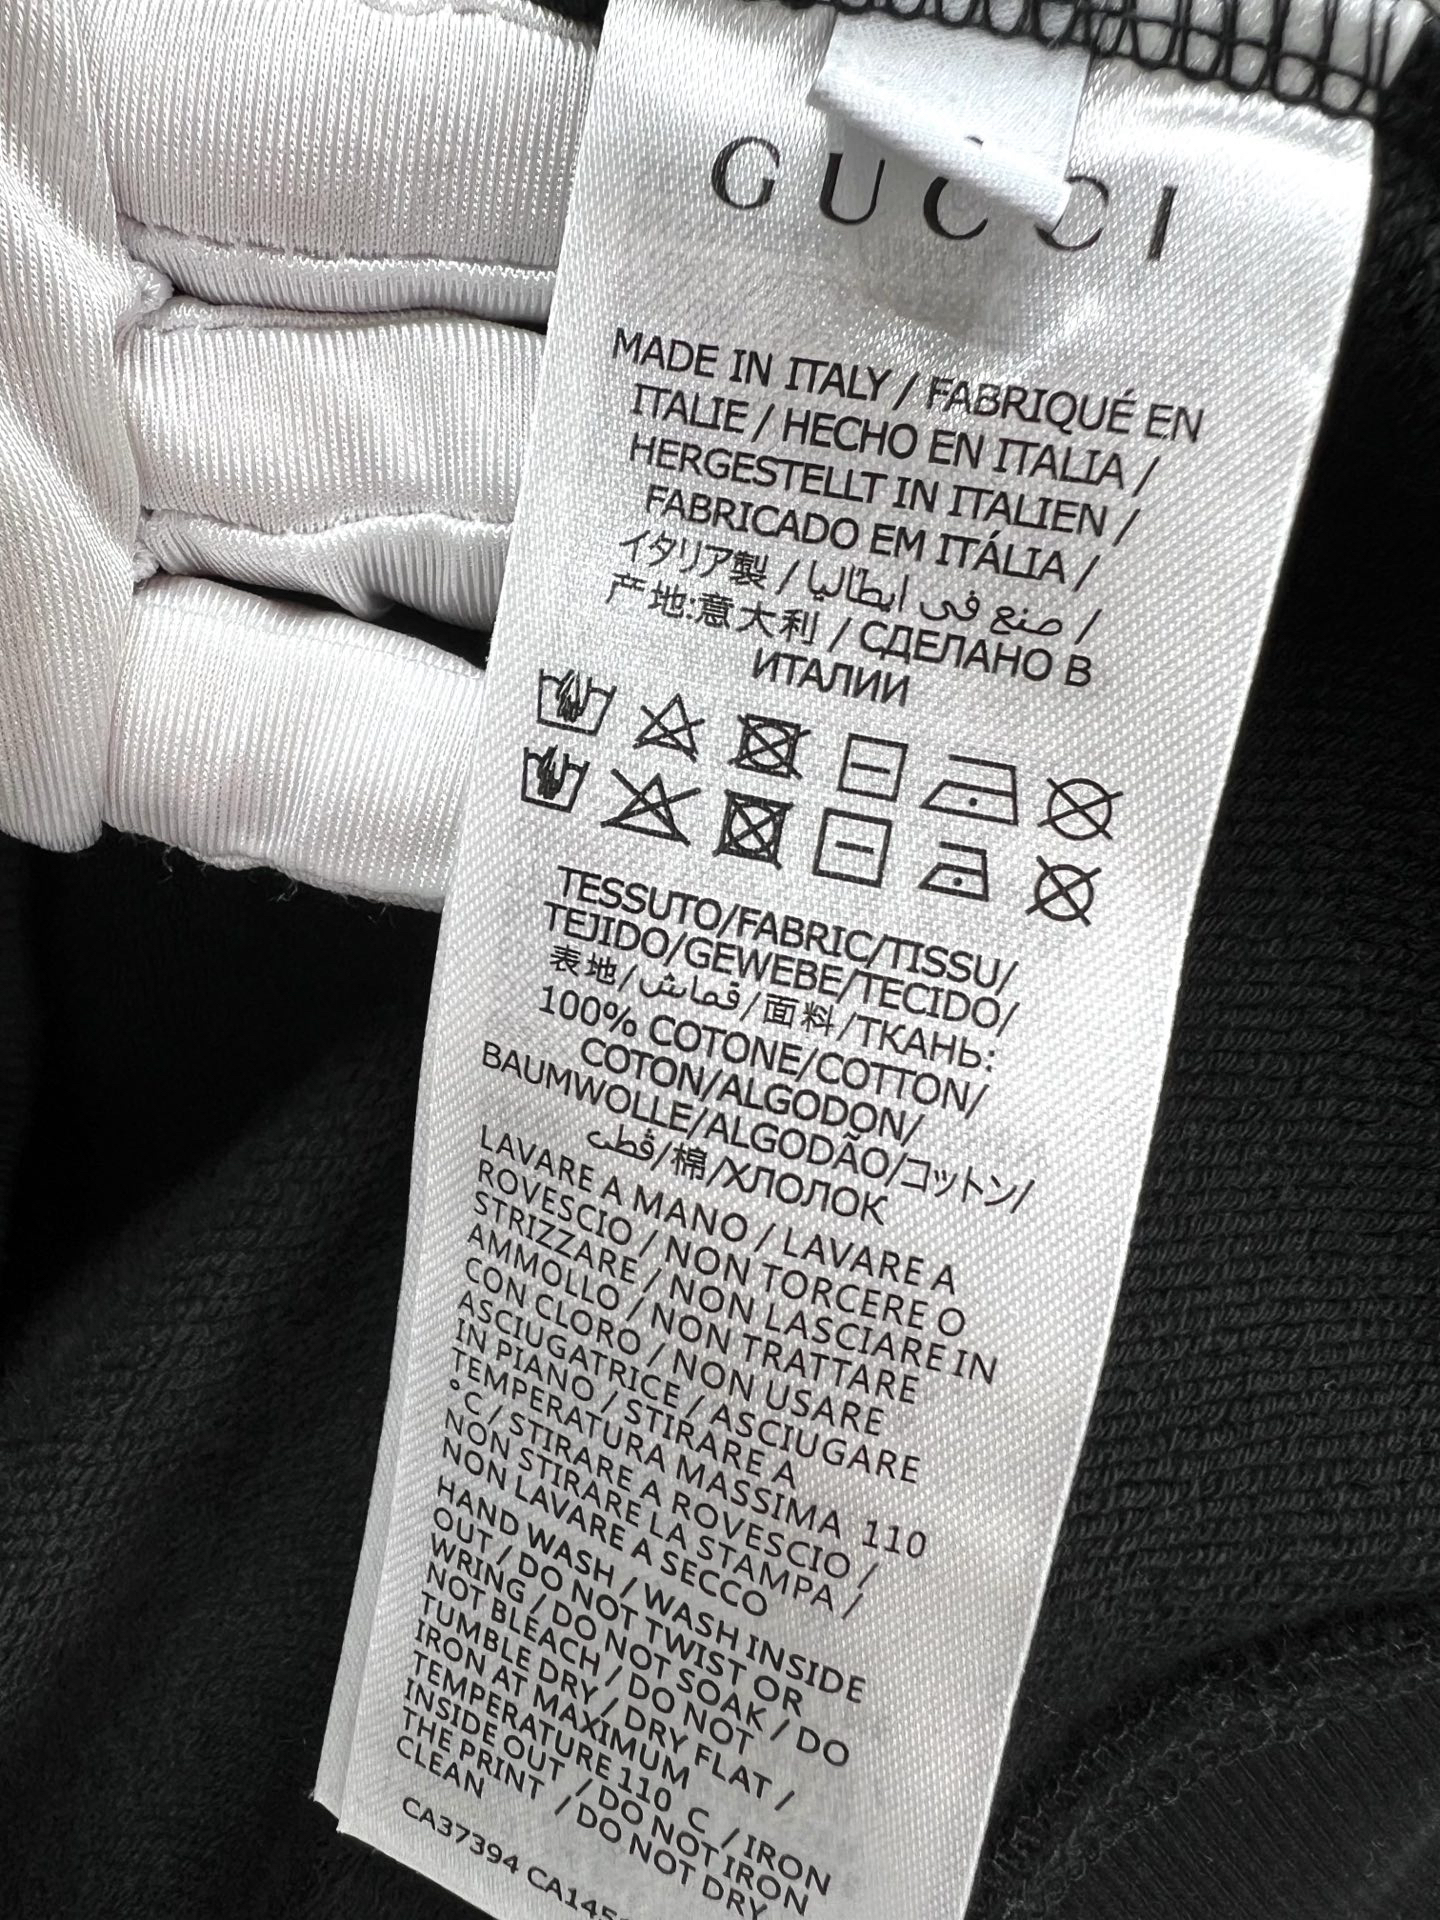 GUCCI
MADE IN ITALY / FABRIQUÉ EN
ITALIE / HECHO EN ITALIA /
HERGESTELLT IN ITALIEN /
FABRICADO EM ITÁLIA /
イタリア製 / صنع في ايطاليا /
产地:意大利 / СДЕЛАНО В
ИТАЛИИ
TESSUTO/FABRIC/TISSU/
TEJIDO/GEWEBE/TECIDO/
表地/قماش/面料/ТКАНЬ:
100% COTONE/COTTON/
COTON/ALGODON/
BAUMWOLLE/ALGODÃO/コットン/
قطن/棉/ХЛОПОК
LAVARE A MANO / LAVARE A
ROVESCIO / NON TORCERE O
STRIZZARE / NON LASCIARE IN
AMMOLLO / NON TRATTARE
CON CLORO / NON USARE
ASCIUGATRICE / ASCIUGARE
IN PIANO / STIRARE A
TEMPERATURA MASSIMA 110
°C / STIRARE A ROVESCIO /
NON STIRARE LA STAMPA /
NON LAVARE A SECCO
HAND WASH / WASH INSIDE
OUT / DO NOT TWIST OR
WRING / DO NOT SOAK / DO
NOT BLEACH / DO NOT
TUMBLE DRY / DRY FLAT /
IRON AT MAXIMUM
TEMPERATURE 110 C / IRON
INSIDE OUT / DO NOT IRON
THE PRINT / DO NOT DRY
CLEAN
CA37394 CA145